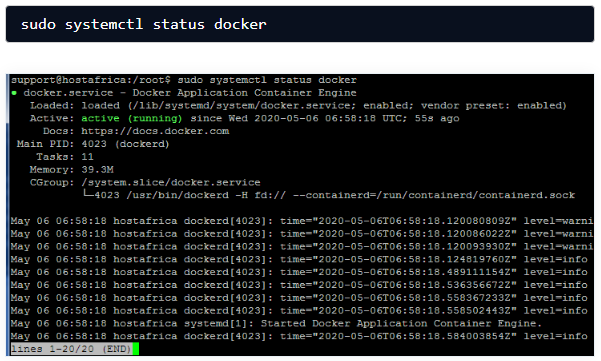 sudo systemctl status docker
support@hostafrica:/root$ sudo systemctl status docker
● docker.service - Docker Application Container Engine
Loaded: loaded (/lib/systemd/system/docker.service; enabled; vendor preset: enabled)
Active: active (running) since Wed 2020-05-06 06:58:18 UTC; 55s ago
Docs: https://docs.docker.com
Main PID: 4023 (dockerd)
Tasks: 11
Memory: 39.3M
CGroup: /system.slice/docker.service
└─4023 /usr/bin/dockerd -H fd:// --containerd=/run/containerd/containerd.sock
May 06 06:58:18 hostafrica dockerd[4023]: time="2020-05-06T06:58:18.120080809Z" level=warni
May 06 06:58:18 hostafrica dockerd[4023]: time="2020-05-06T06:58:18.120086022Z" level=warni
May 06 06:58:18 hostafrica dockerd[4023]: time="2020-05-06T06:58:18.120093930Z" level=warni
May 06 06:58:18 hostafrica dockerd[4023]: time="2020-05-06T06:58:18.124819760Z" level=info
May 06 06:58:18 hostafrica dockerd[4023]: time="2020-05-06T06:58:18.489111154Z" level=info
May 06 06:58:18 hostafrica dockerd[4023]: time="2020-05-06T06:58:18.536356672Z" level=info
May 06 06:58:18 hostafrica dockerd[4023]: time="2020-05-06T06:58:18.558367233Z" level=info
May 06 06:58:18 hostafrica dockerd[4023]: time="2020-05-06T06:58:18.558502443Z" level=info
May 06 06:58:18 hostafrica systemd[1]: Started Docker Application Container Engine.
May 06 06:58:18 hostafrica dockerd[4023]: time="2020-05-06T06:58:18.584003854Z" level=info
lines 1-20/20 (END)